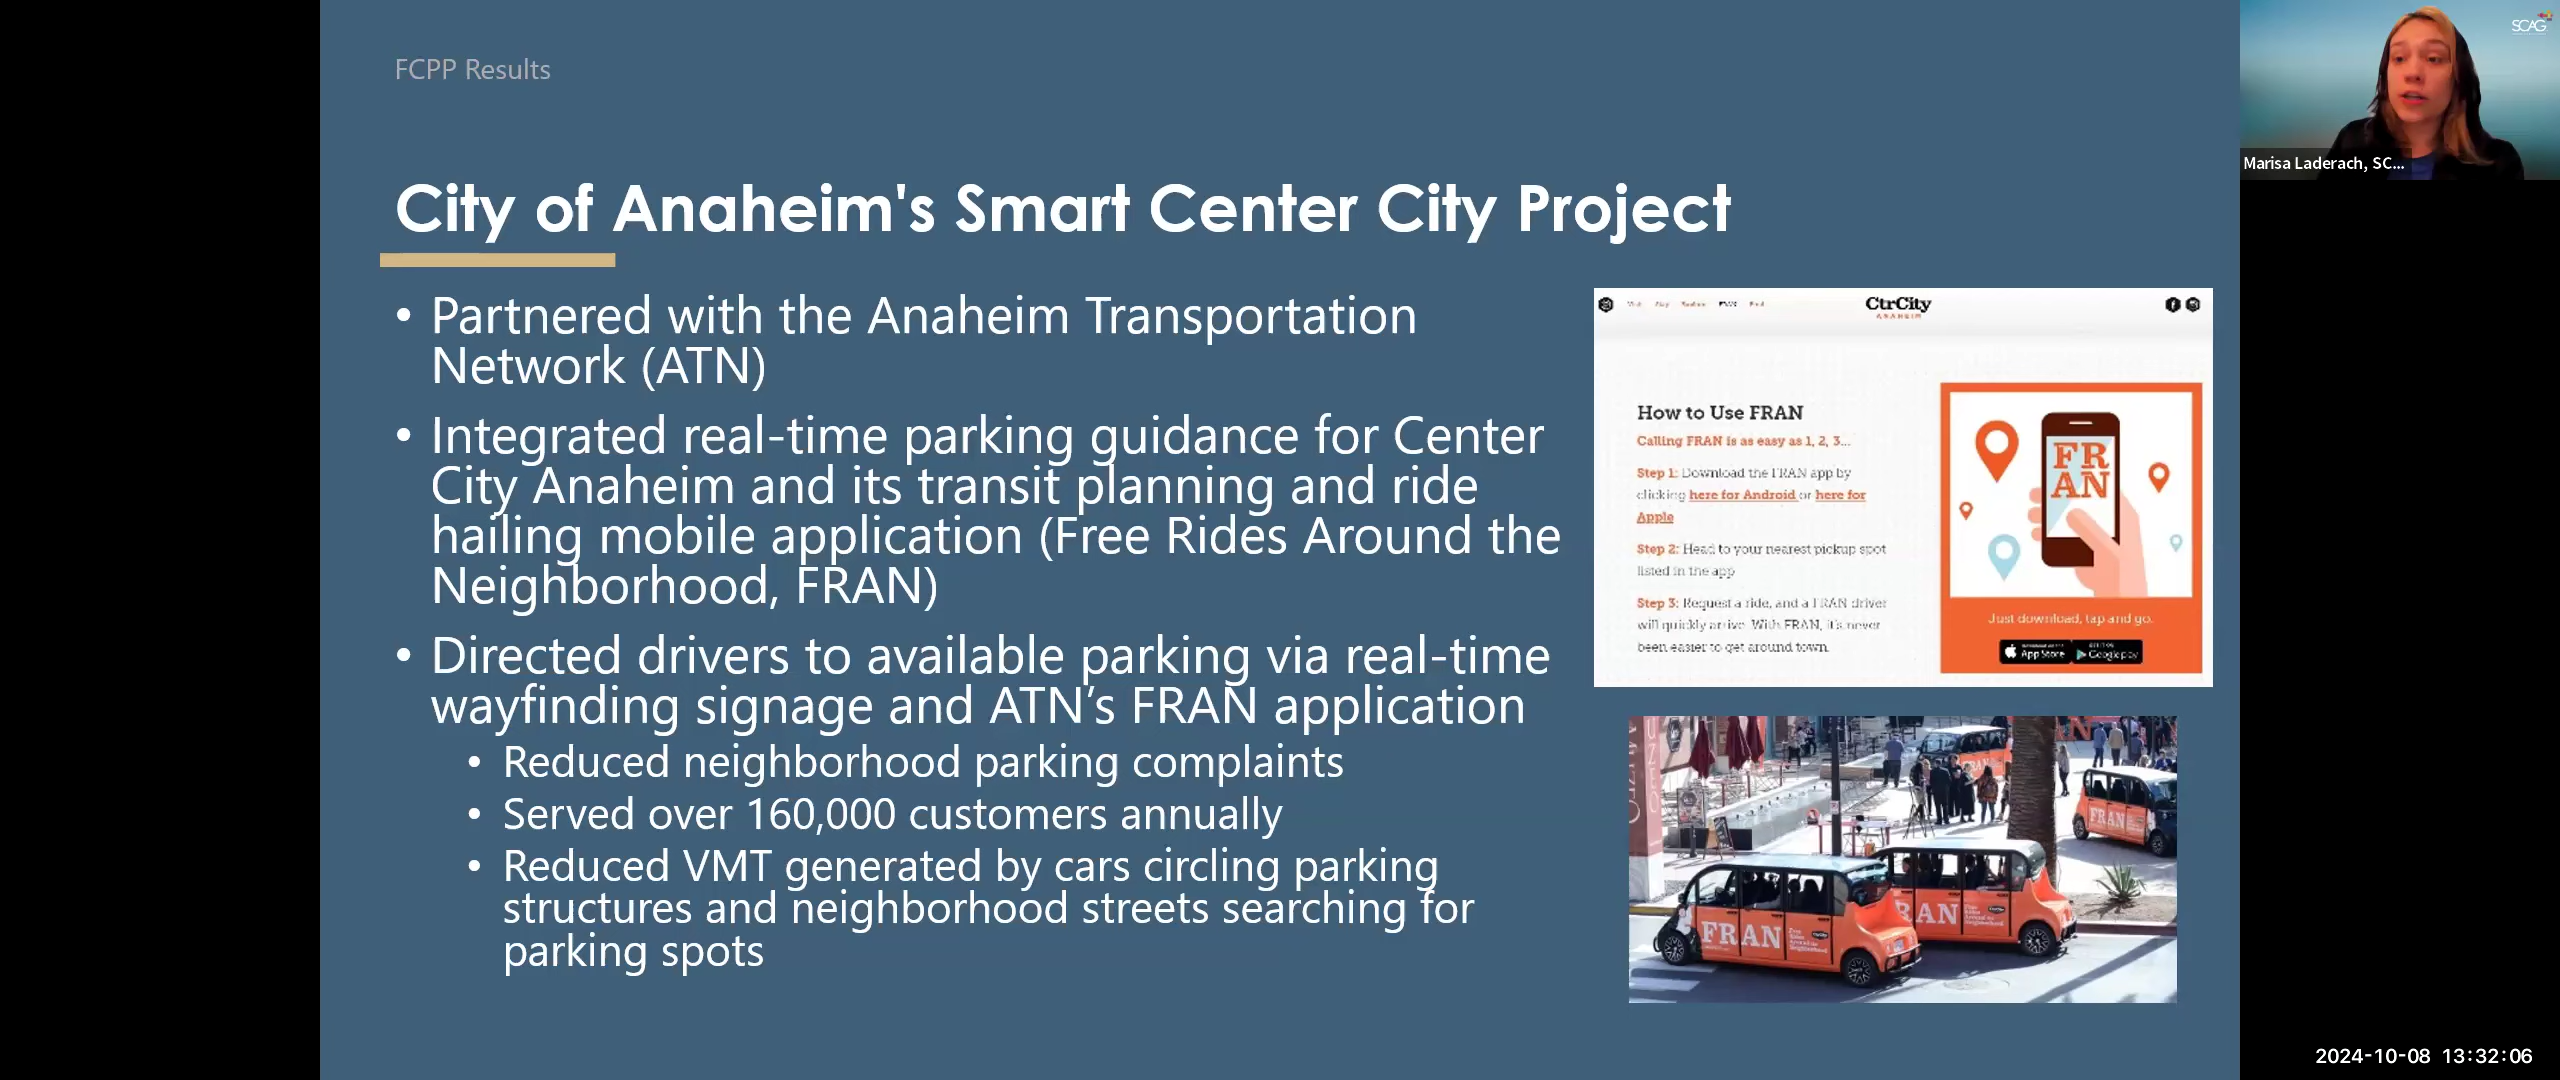 FCPP Results
City of Anaheim's Smart Center City Project
• Partnered with the Anaheim Transportation
Network (ATN)
• Integrated real-time parking guidance for Center
City Anaheim and its transit planning and ride
hailing mobile application (Free Rides Around the
Neighborhood, FRAN)
• Directed drivers to available parking via real-time
wayfinding signage and ATN’s FRAN application
• Reduced neighborhood parking complaints
• Served over 160,000 customers annually
• Reduced VMT generated by cars circling parking
structures and neighborhood streets searching for
parking spots
FRAN
CtrCity
ANAHEIM
How to Use FRAN
Calling FRAN is as easy as 1, 2, 3...
Step 1: Download the FRAN app by
clicking here for Android or here for
Apple
Step 2: Head to your nearest pickup spot
listed in the app
Step 3: Request a ride, and a FRAN driver
will quickly arrive. With FRAN, it's never
been easier to get around town.
FR
AN
Just download, tap and go.
App Store
Google play
FRAN
FRAN
RAN
SCAG
Marisa Laderach, SC...
2024-10-08 13:32:06